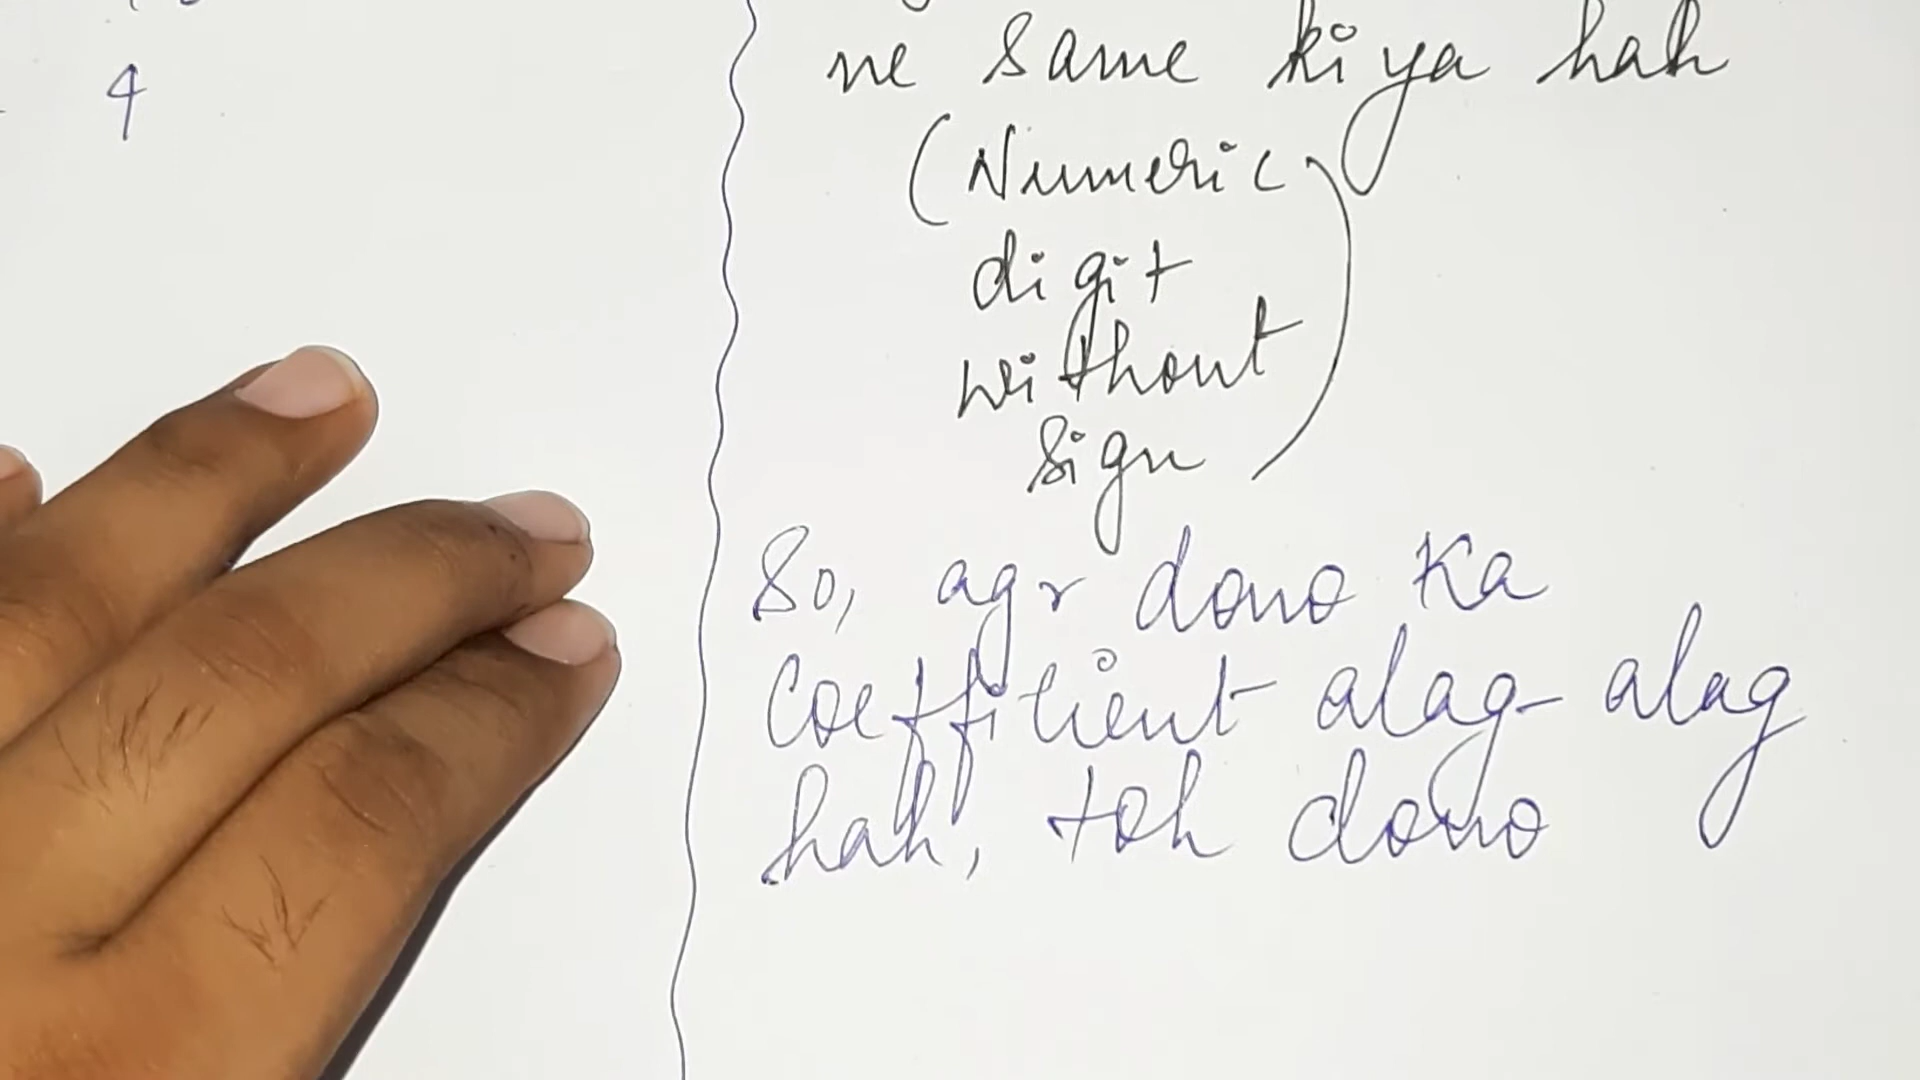 4
ne same kiya hah
(Numeric
digit
without
sign)
So, agr dono ka
Coefficient alag-alag
hah, toh dono